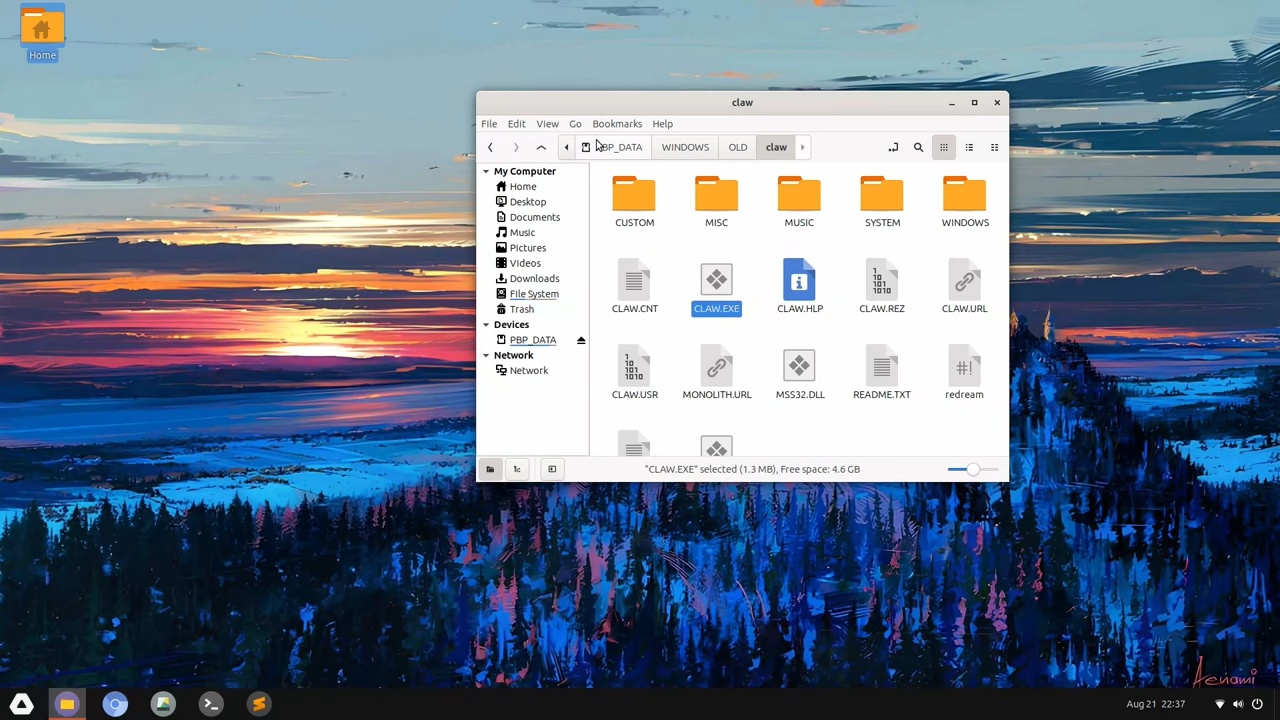 Home
claw
File Edit View Go Bookmarks Help
PBP_DATA WINDOWS OLD claw
My Computer
Home
Desktop
Documents
Music
Pictures
Videos
Downloads
File System
Trash
Devices
PBP_DATA
Network
Network
CUSTOM MISC MUSIC SYSTEM WINDOWS
CLAW.CNT CLAW.EXE CLAW.HLP CLAW.REZ CLAW.URL
CLAW.USR MONOLITH.URL MSS32.DLL README.TXT redream
"CLAW.EXE" selected (1.3 MB), Free space: 4.6 GB
Aenami
Aug 21 22:37